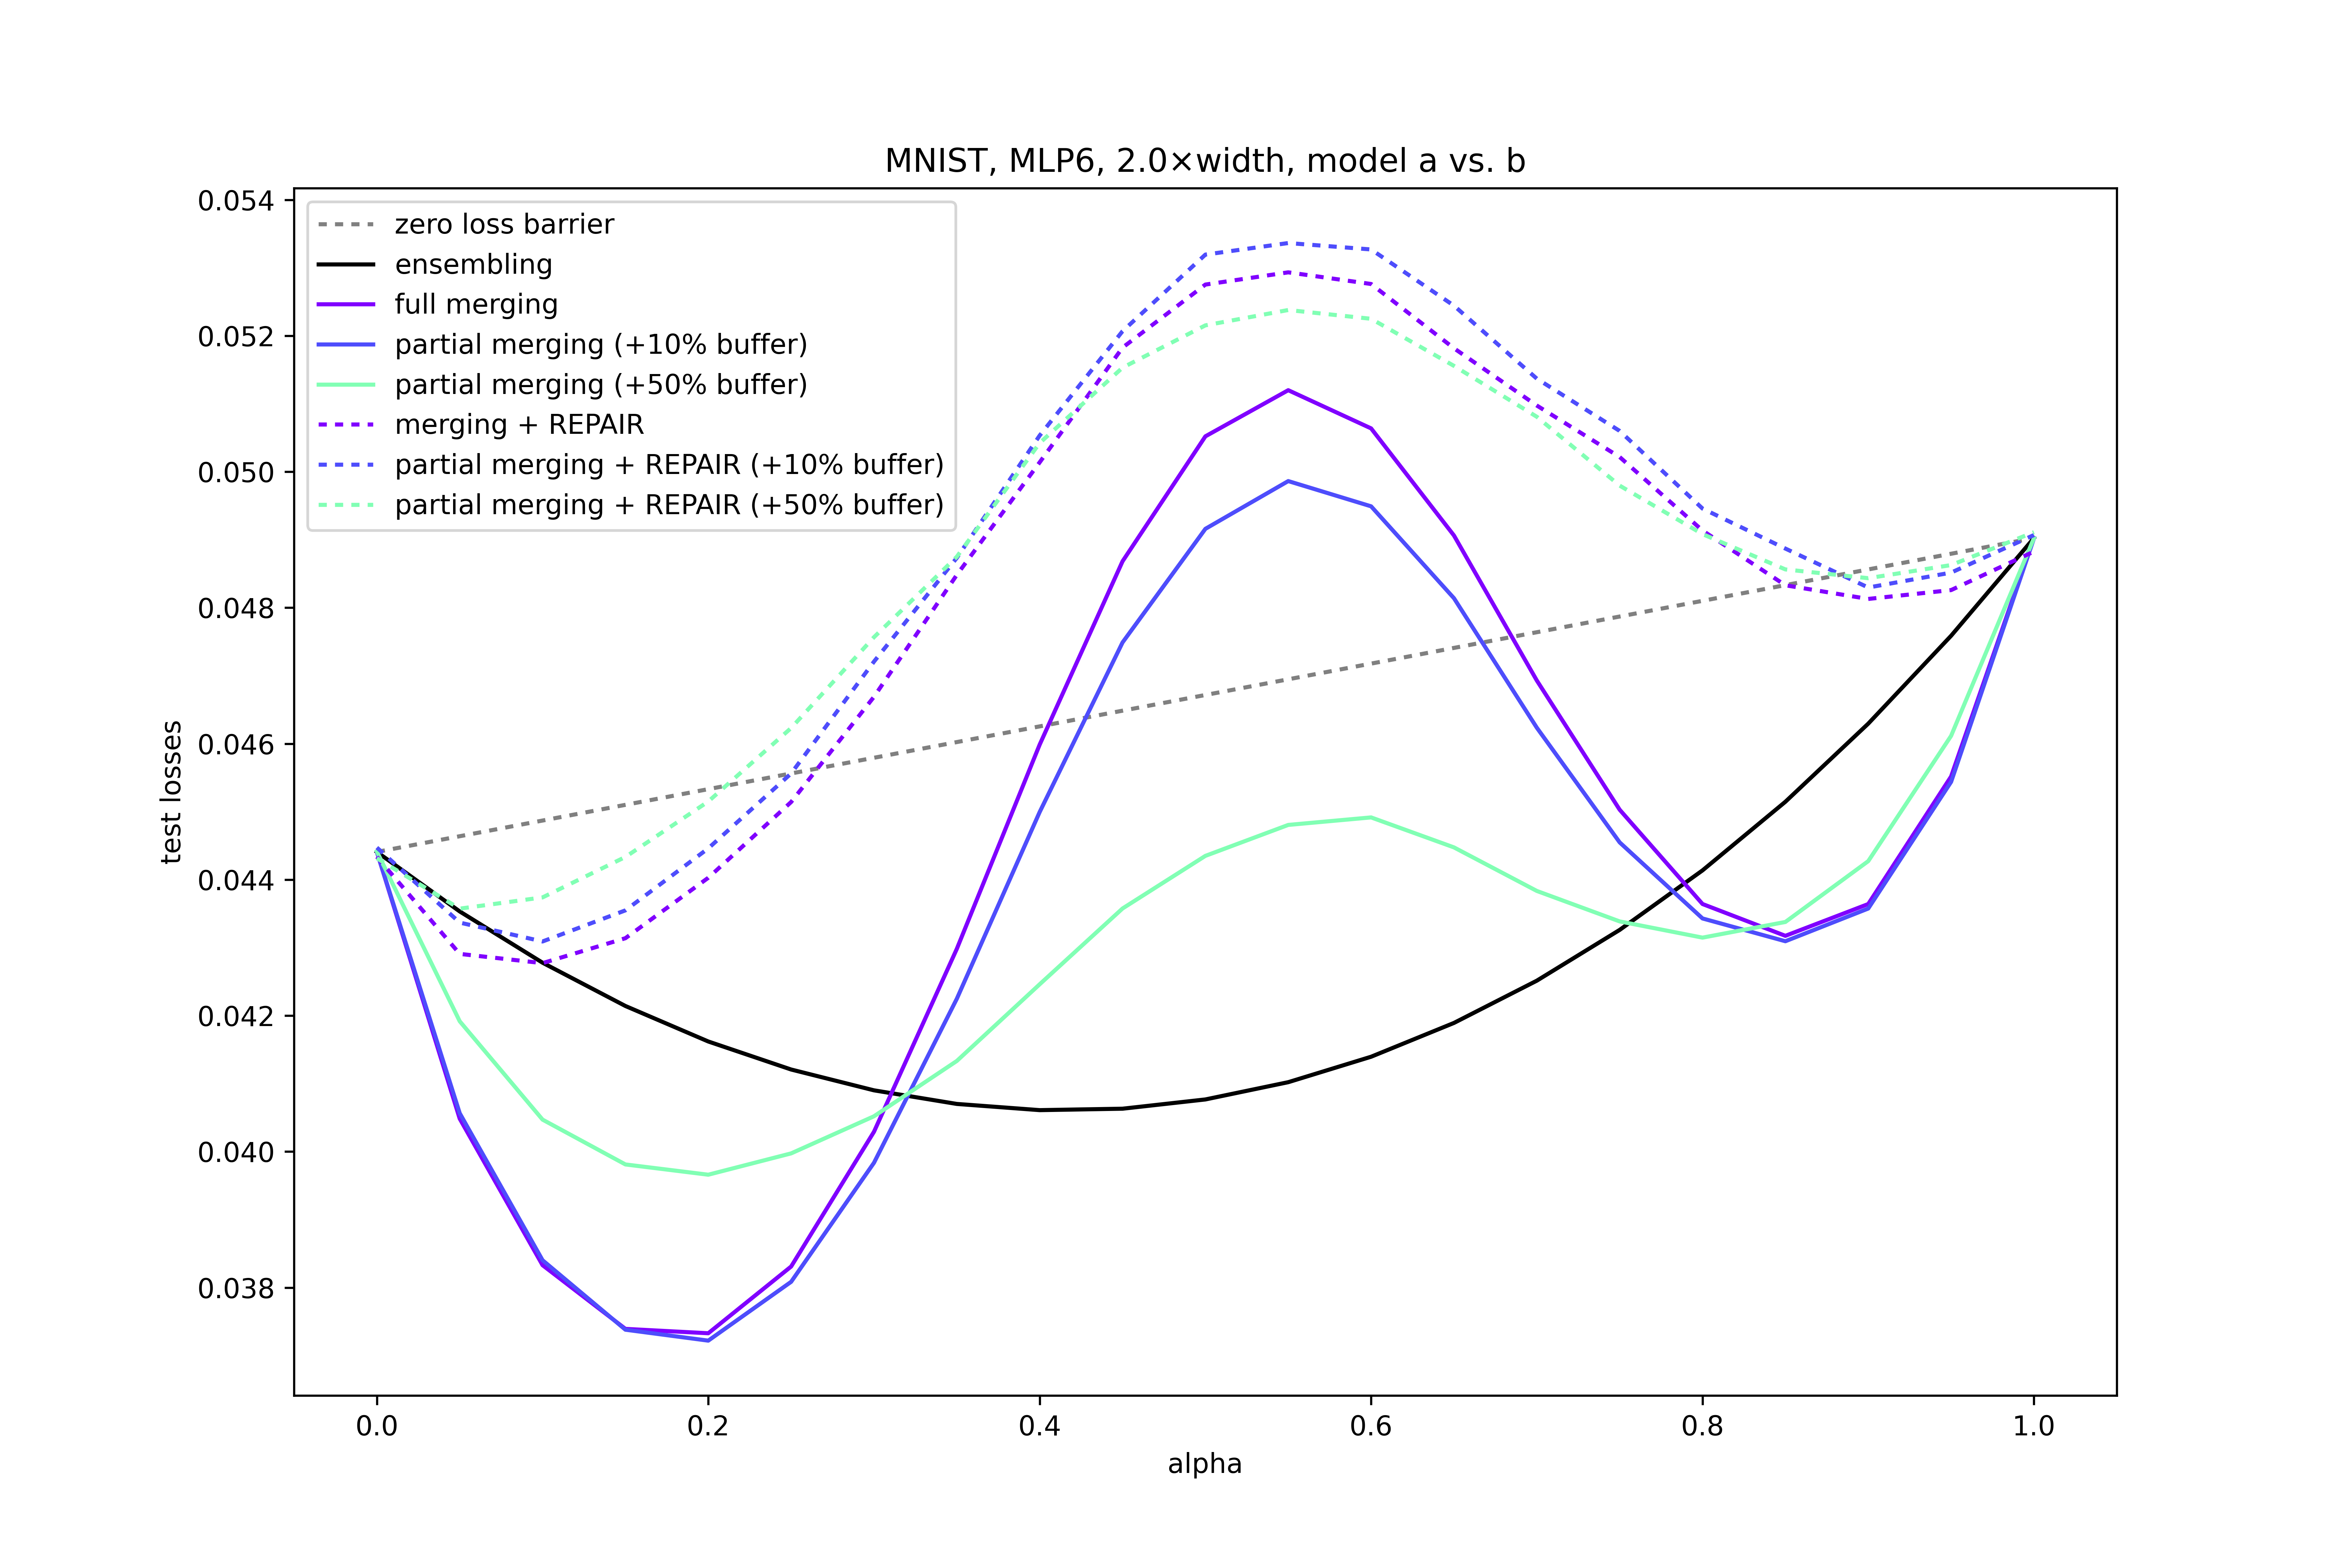 MNIST, MLP6, 2.0×width, model a vs. b
zero loss barrier
ensembling
full merging
partial merging (+10% buffer)
partial merging (+50% buffer)
merging + REPAIR
partial merging + REPAIR (+10% buffer)
partial merging + REPAIR (+50% buffer)
test losses
0.054
0.052
0.050
0.048
0.046
0.044
0.042
0.040
0.038
0.0 0.2 0.4 0.6 0.8 1.0
alpha